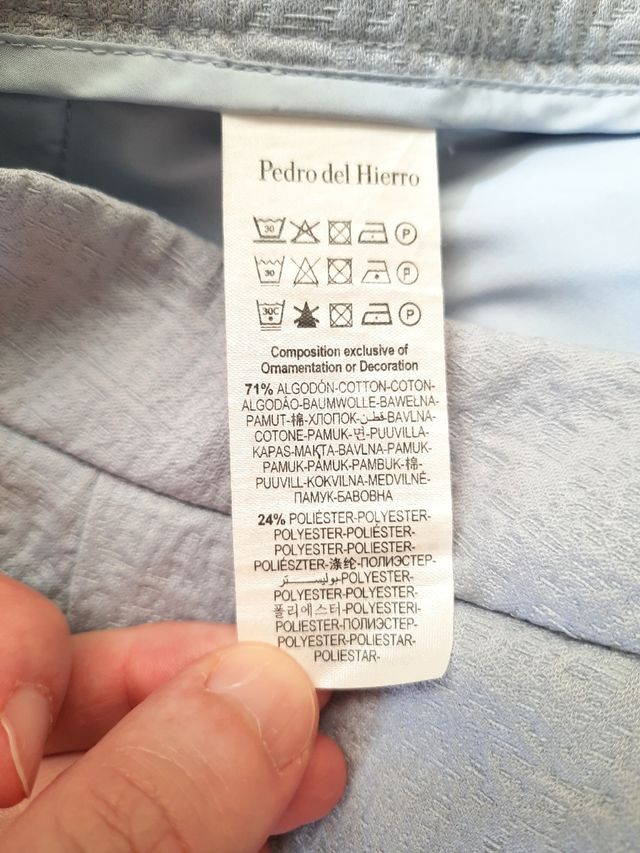 Pedro del Hierro
30 P
30 P
30C P
Composition exclusive of
Ornamentation or Decoration
71% ALGODÓN-COTTON-COTON-
ALGODÃO-BAUMWOLLE-BAWEŁNA-
PAMUT-棉-ХЛОПОК-قطن-BAVLNA-
COTONE-PAMUK-면-PUUVILLA-
KAPAS-MAĶTA-BAVLNA-PAMUK-
PAMUK-PAMUK-PAMBUK-棉-
PUUVILL-KOKVILNA-MEDVILNĖ-
ПАМУК-БАВОВНА
24% POLIÉSTER-POLYESTER-
POLYESTER-POLIÉSTER-
POLYESTER-POLIESTER-
POLIÉSZTER-涤纶-ПОЛИЭСТЕР-
بوليستر-POLYESTER-
POLYESTER-POLYESTER-
폴리에스터-POLYESTERI-
POLIESTER-ПОЛИЭСТЕР-
POLYESTER-POLIESTAR-
POLIESTAR-